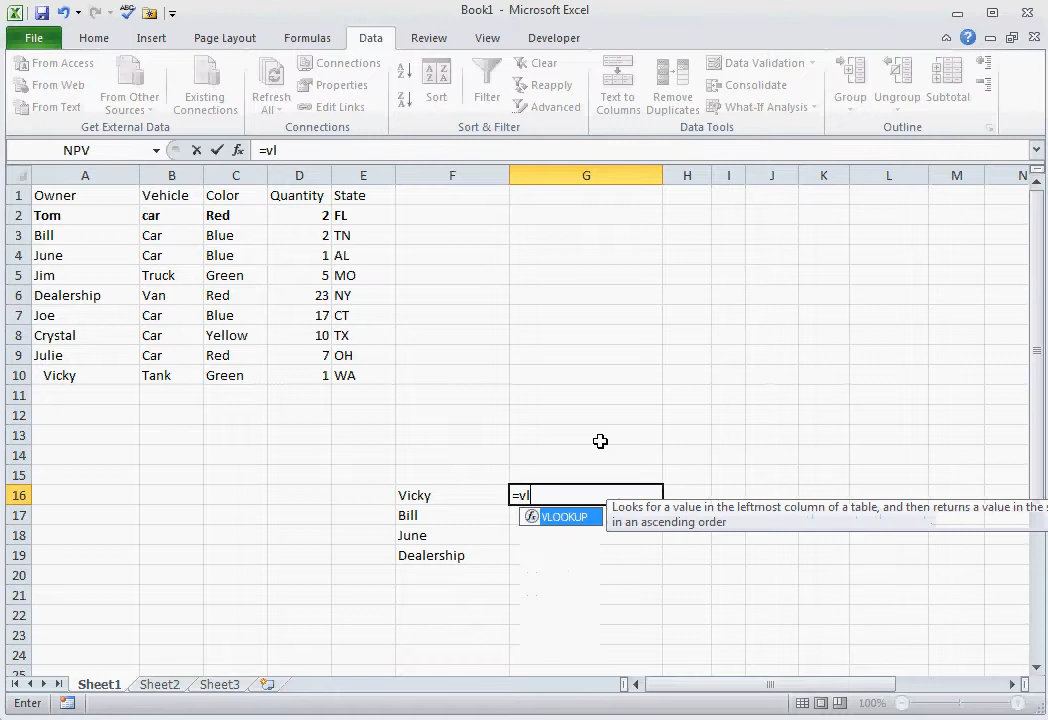 Book1 - Microsoft Excel
File Home Insert Page Layout Formulas Data Review View Developer
From Access
From Web
From Text
From Other Sources
Existing Connections
Get External Data
Refresh All
Connections
Properties
Edit Links
Connections
Sort
Filter
Clear
Reapply
Advanced
Sort & Filter
Text to Columns
Remove Duplicates
Data Validation
Consolidate
What-If Analysis
Data Tools
Group
Ungroup
Subtotal
Outline
NPV =vl
A B C D E F G H I J K L M N
1 Owner Vehicle Color Quantity State
2 Tom car Red 2 FL
3 Bill Car Blue 2 TN
4 June Car Blue 1 AL
5 Jim Truck Green 5 MO
6 Dealership Van Red 23 NY
7 Joe Car Blue 17 CT
8 Crystal Car Yellow 10 TX
9 Julie Car Red 7 OH
10 Vicky Tank Green 1 WA
11
12
13
14
15
16 Vicky =vl
17 Bill
18 June
19 Dealership
VLOOKUP
Looks for a value in the leftmost column of a table, and then returns a value in the s
in an ascending order
20
21
22
23
24
25
Sheet1 Sheet2 Sheet3
Enter 100%